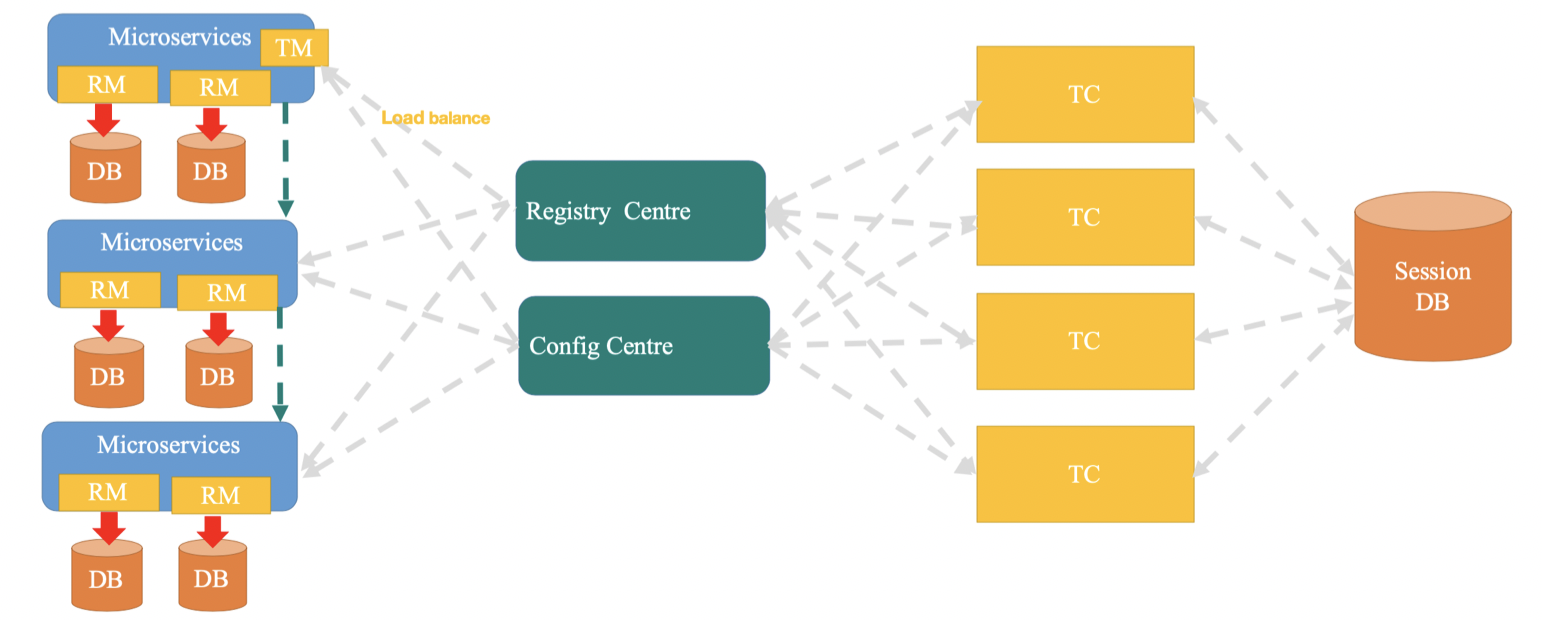 Microservices
TM
RM
RM
DB
DB
Load balance
Microservices
RM
RM
DB
DB
Microservices
RM
RM
DB
DB
Registry Centre
Config Centre
TC
TC
TC
TC
Session
DB